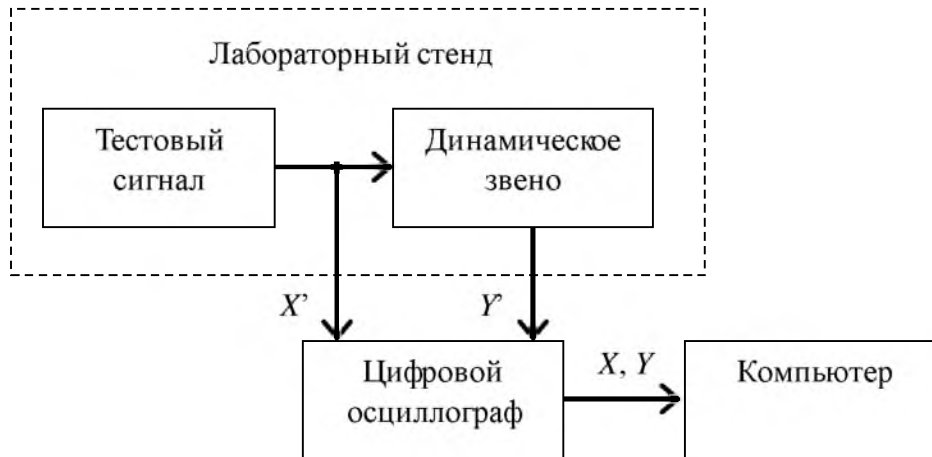 Лабораторный стенд
Тестовый
сигнал
Динамическое
звено
X’
Y’
Цифровой
осциллограф
X, Y
Компьютер